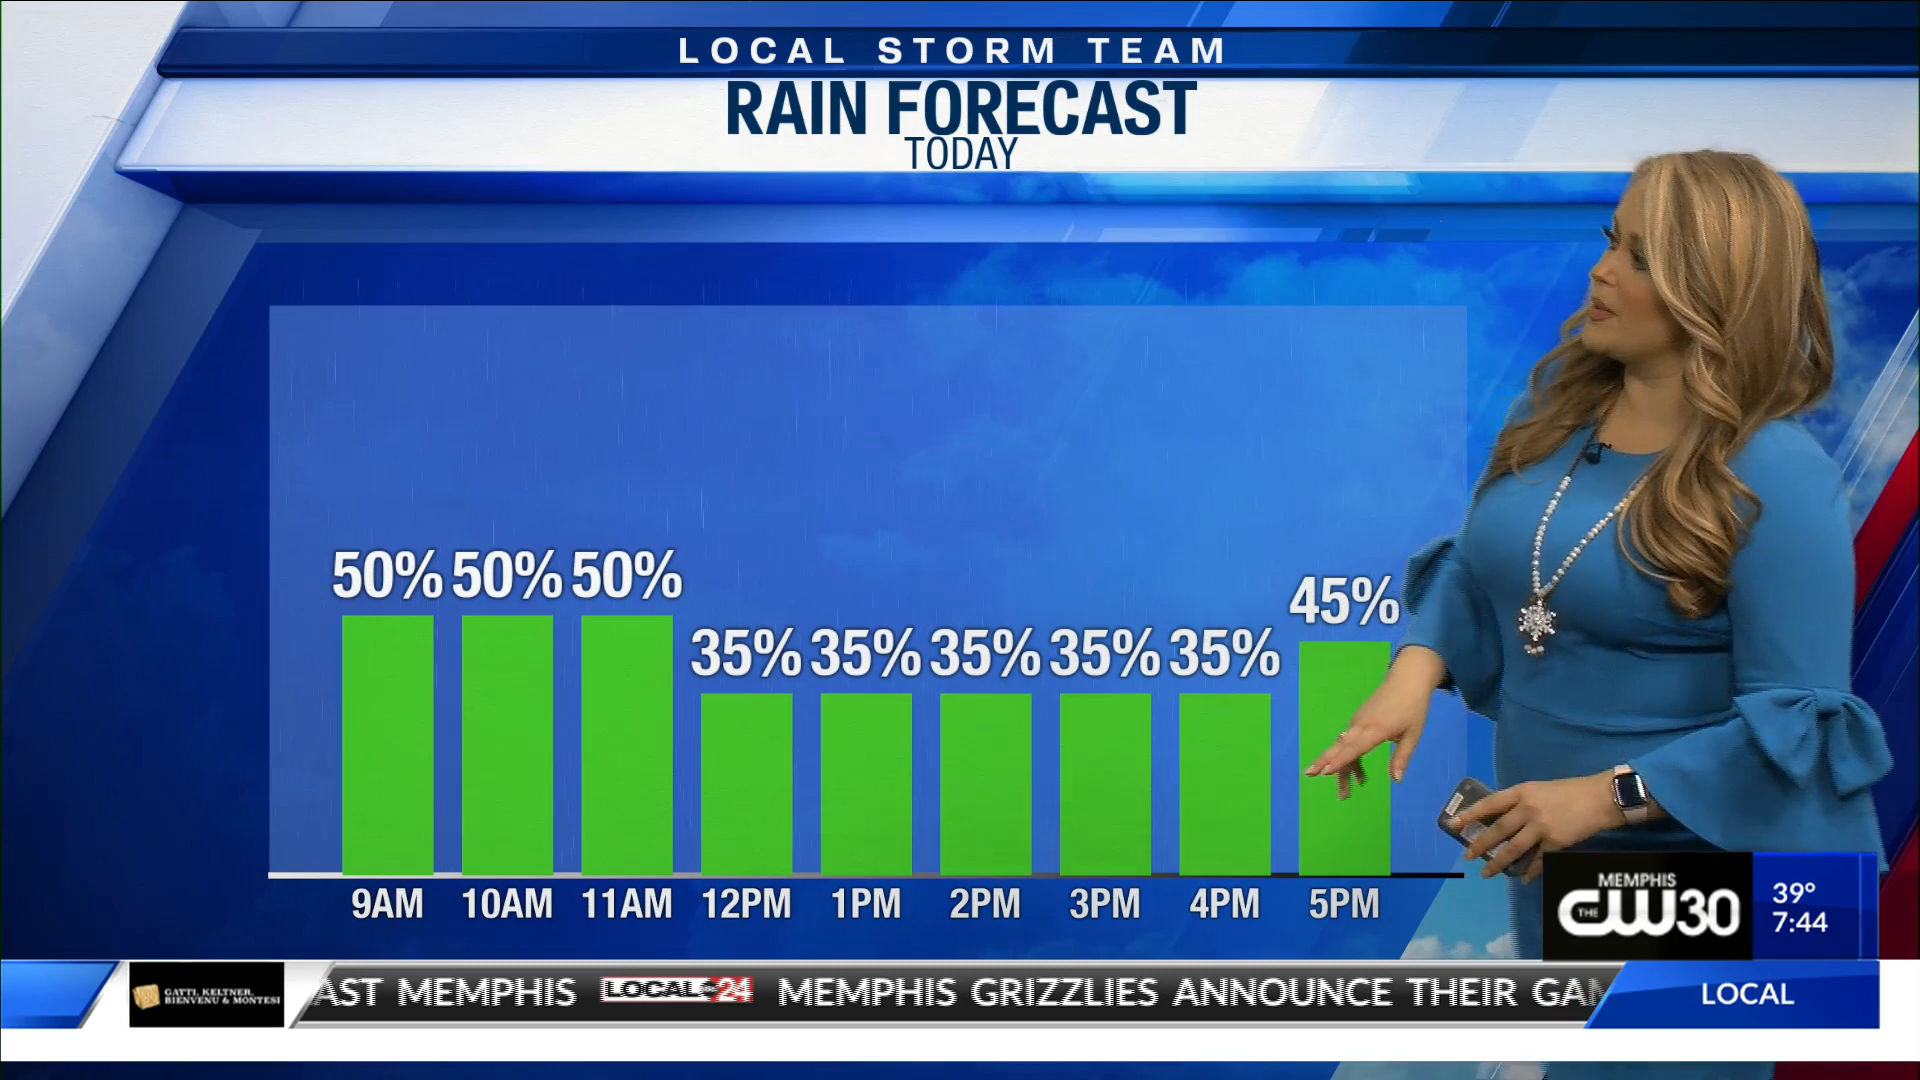 LOCAL STORM TEAM
RAIN FORECAST
TODAY
50% 50% 50% 35% 35% 35% 35% 35% 45%
9AM 10AM 11AM 12PM 1PM 2PM 3PM 4PM 5PM
MEMPHIS
THE CW30
39°
7:44
GATTI, KELTNER,
BIENVENU & MONTESI
AST MEMPHIS LOCAL 24 MEMPHIS GRIZZLIES ANNOUNCE THEIR GAM
LOCAL